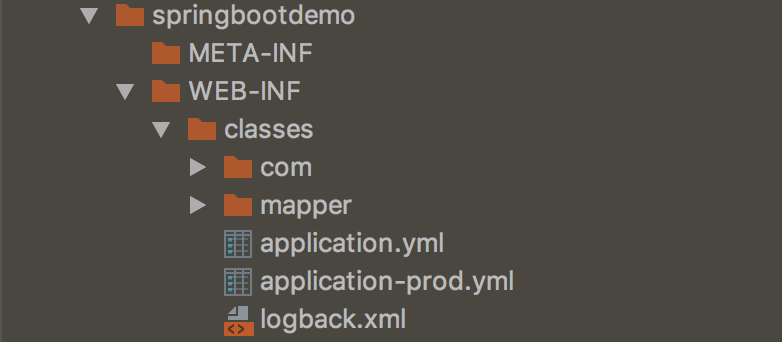 springbootdemo
META-INF
WEB-INF
classes
com
mapper
application.yml
application-prod.yml
logback.xml